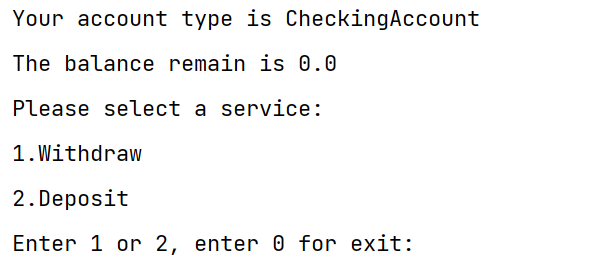 Your account type is CheckingAccount
The balance remain is 0.0
Please select a service:
1.Withdraw
2.Deposit
Enter 1 or 2, enter 0 for exit: